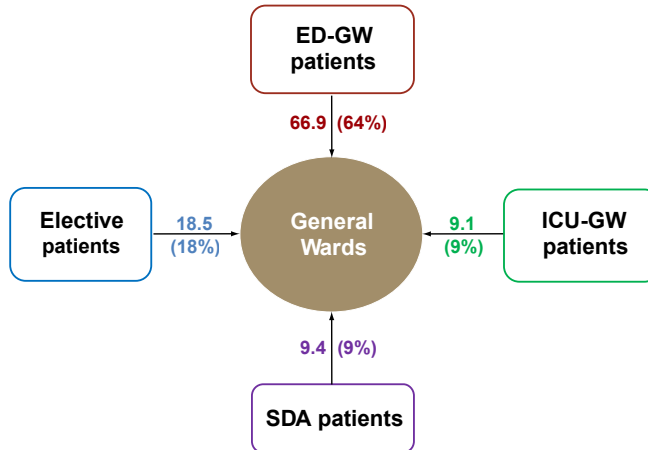 ED-GW
patients
66.9 (64%)
Elective
patients
18.5
(18%)
General
Wards
9.1
(9%)
ICU-GW
patients
9.4 (9%)
SDA patients